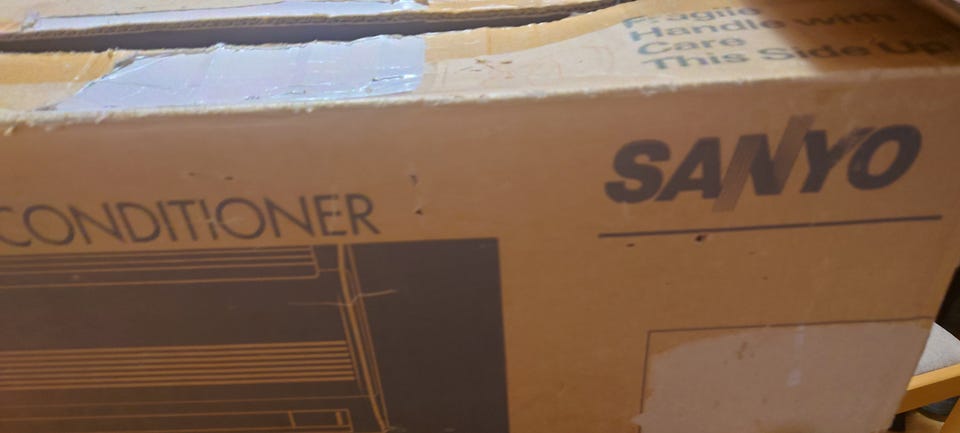 Fragile
Handle with
Care
This Side Up
SANYO
CONDITIONER